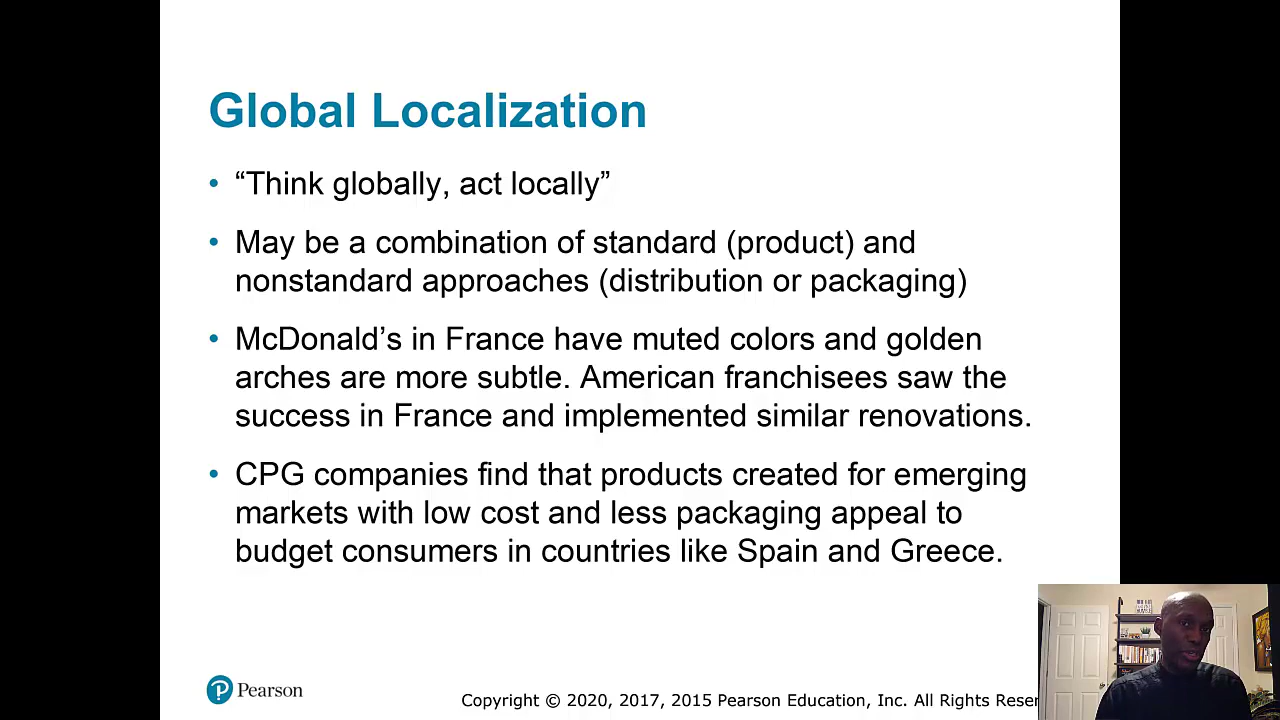 Global Localization
• “Think globally, act locally”
• May be a combination of standard (product) and
nonstandard approaches (distribution or packaging)
• McDonald’s in France have muted colors and golden
arches are more subtle. American franchisees saw the
success in France and implemented similar renovations.
• CPG companies find that products created for emerging
markets with low cost and less packaging appeal to
budget consumers in countries like Spain and Greece.
P Pearson
Copyright © 2020, 2017, 2015 Pearson Education, Inc. All Rights Reser